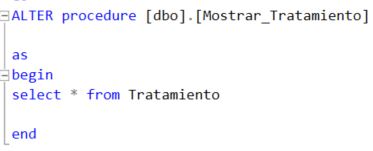 ALTER procedure [dbo].[Mostrar_Tratamiento]
as
begin
select * from Tratamiento
end